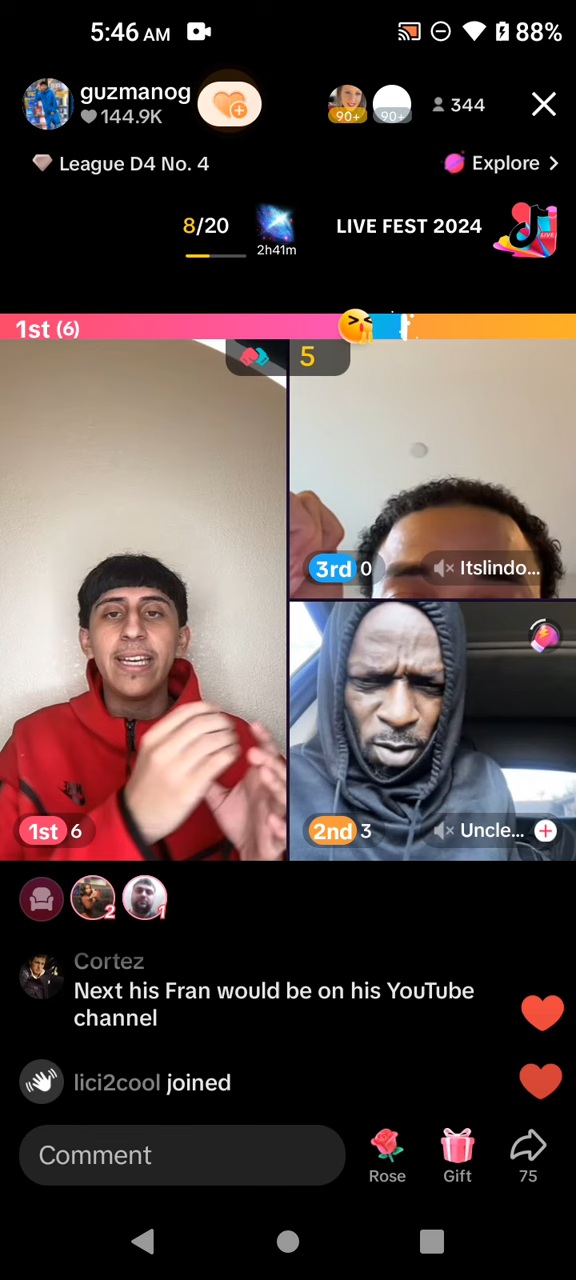 5:46 AM
88%
guzmanog
144.9K
90+
90+
344
League D4 No. 4
Explore >
8/20
2h41m
LIVE FEST 2024
LIVE
1st (6)
5
3rd 0
Itslindo...
1st 6
2nd 3
Uncle...
2
1
Cortez
Next his Fran would be on his YouTube
channel
lici2cool joined
Comment
Rose
Gift
75